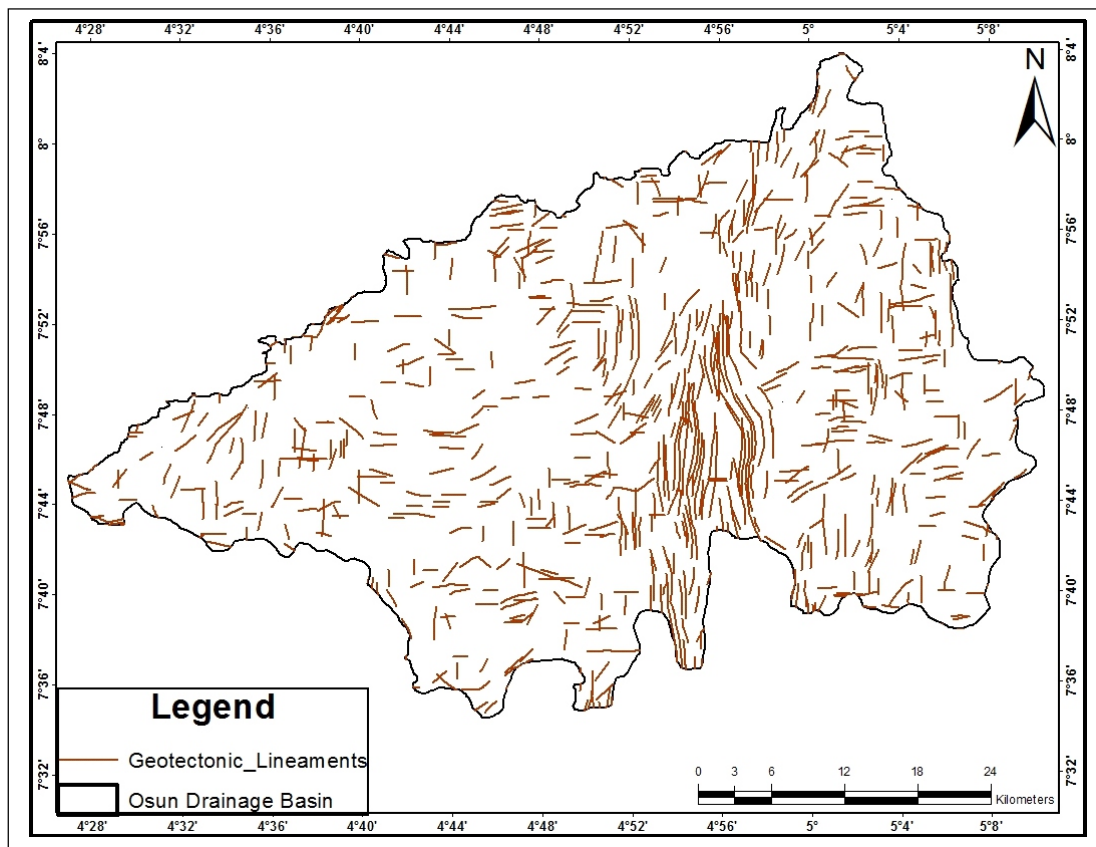 4°28' 4°32' 4°36' 4°40' 4°44' 4°48' 4°52' 4°56' 5° 5°4' 5°8'
8°4' 8°4'
N
8° 8°
7°56' 7°56'
7°52' 7°52'
7°48' 7°48'
7°44' 7°44'
7°40' 7°40'
7°36' 7°36'
Legend
Geotectonic_Lineaments
7°32' 7°32'
0 3 6 12 18 24
Kilometers
Osun Drainage Basin
4°28' 4°32' 4°36' 4°40' 4°44' 4°48' 4°52' 4°56' 5° 5°4' 5°8'